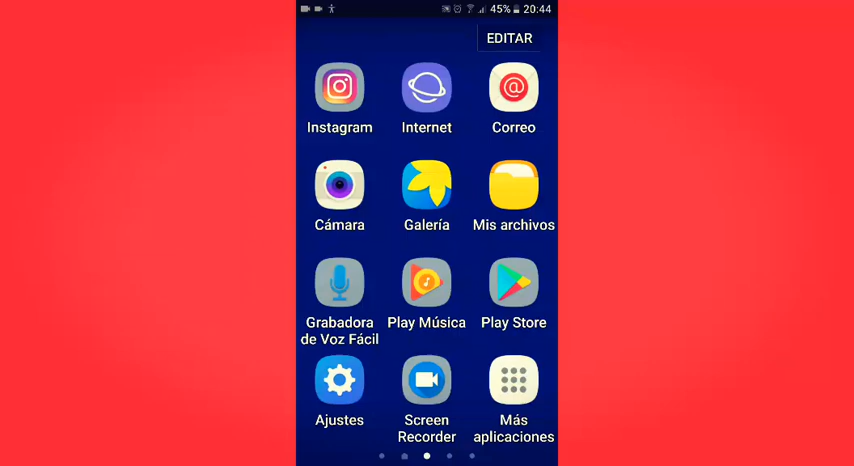 45% 20:44
EDITAR
Instagram Internet Correo
Cámara Galería Mis archivos
Grabadora Play Música Play Store
de Voz Fácil
Ajustes Screen Más
Recorder aplicaciones